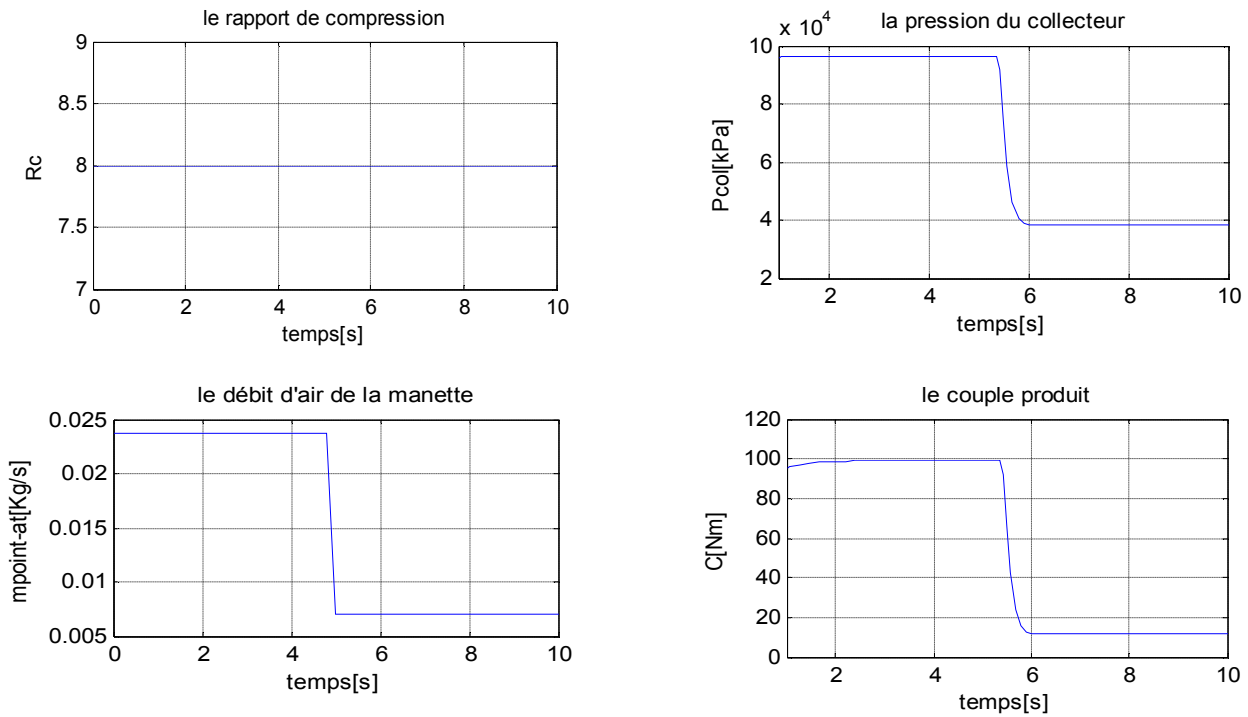 le rapport de compression
9
8.5
8
7.5
7
Rc
0 2 4 6 8 10
temps[s]
la pression du collecteur
x 10^4
10
8
6
4
2
Pcol[kPa]
2 4 6 8 10
temps[s]
le débit d'air de la manette
0.025
0.02
0.015
0.01
0.005
mpoint-at[Kg/s]
0 2 4 6 8 10
temps[s]
le couple produit
120
100
80
60
40
20
0
C[Nm]
2 4 6 8 10
temps[s]